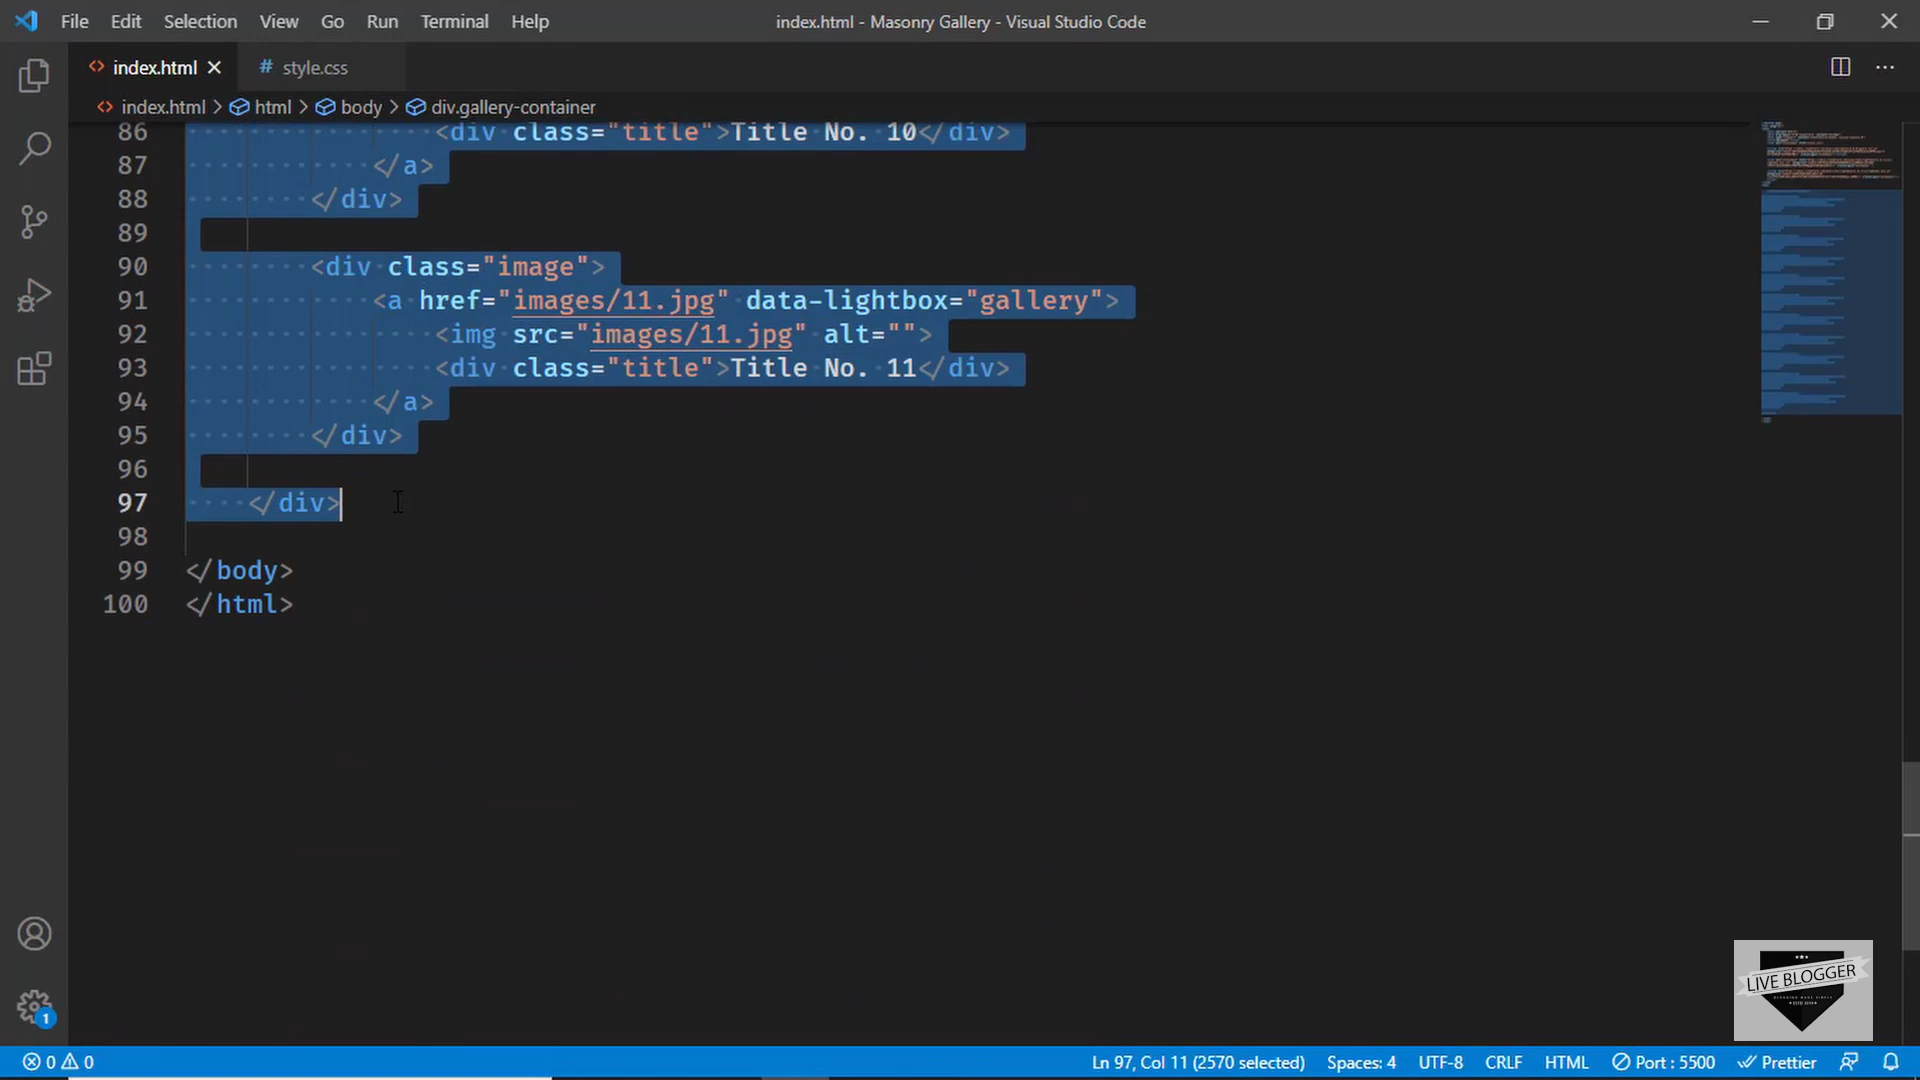 File Edit Selection View Go Run Terminal Help index.html - Masonry Gallery - Visual Studio Code
index.html style.css
index.html > html > body > div.gallery-container
86 <div class="title">Title No. 10</div>
87 </a>
88 </div>
89
90 <div class="image">
91 <a href="images/11.jpg" data-lightbox="gallery">
92 <img src="images/11.jpg" alt="">
93 <div class="title">Title No. 11</div>
94 </a>
95 </div>
96
97 </div>
98
99 </body>
100 </html>
LIVE BLOGGER
1
0 0 Ln 97, Col 11 (2570 selected) Spaces: 4 UTF-8 CRLF HTML Port : 5500 Prettier